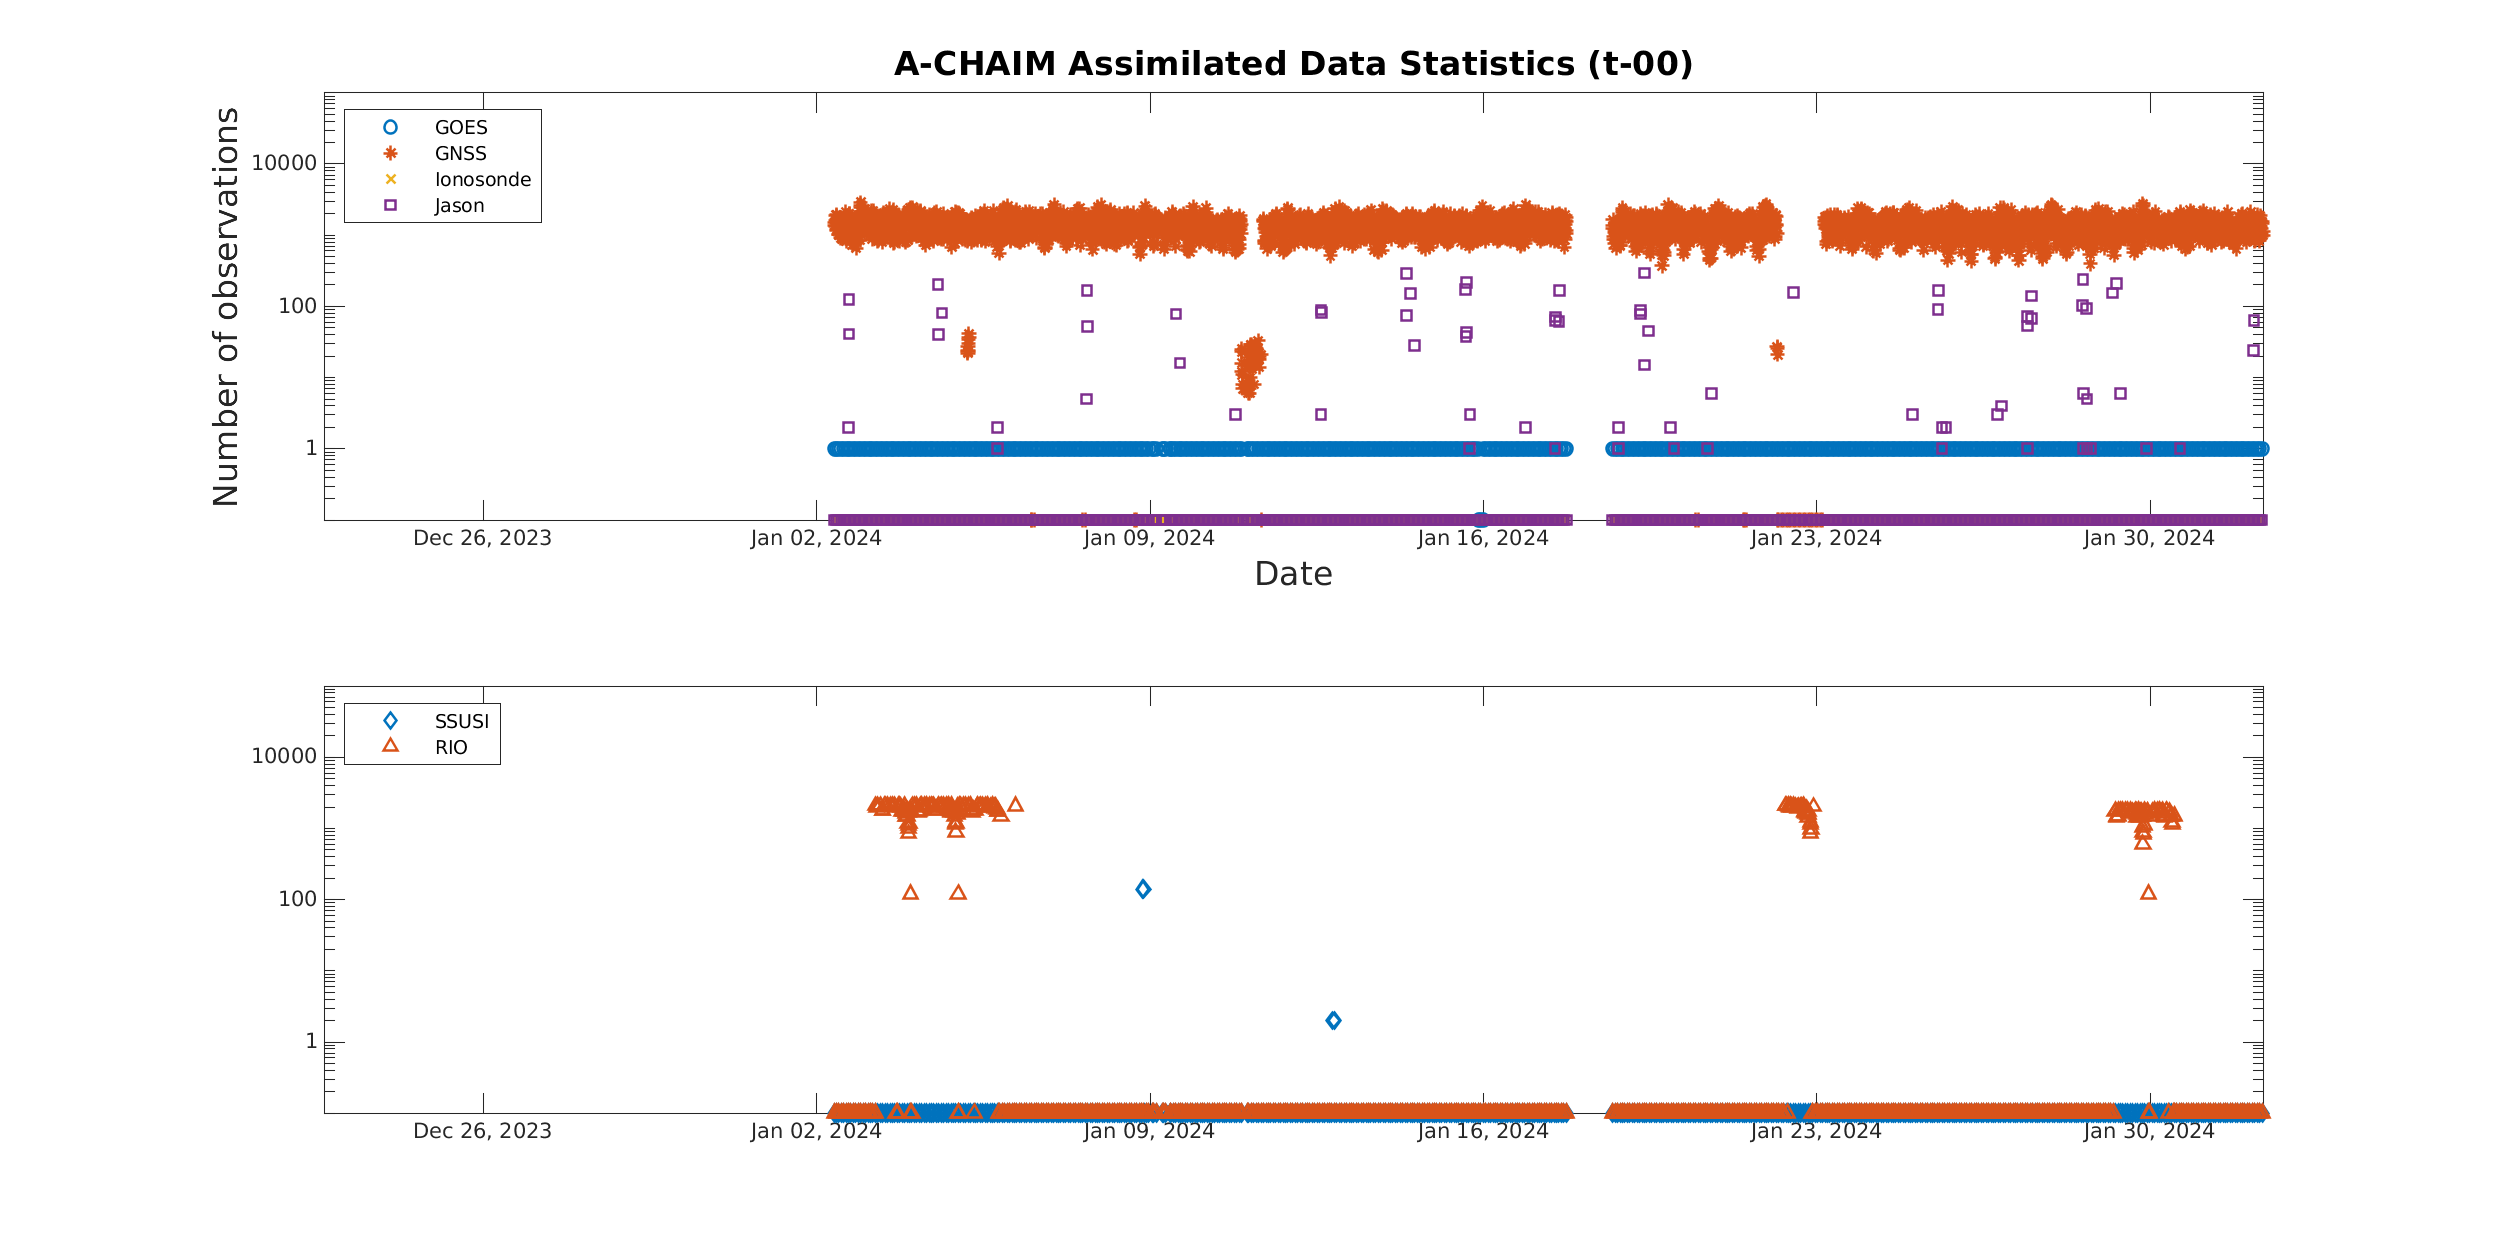 A-CHAIM Assimilated Data Statistics (t-00)
Number of observations
GOES
GNSS
Ionosonde
Jason
10000
100
1
Dec 26, 2023
Jan 02, 2024
Jan 09, 2024
Jan 16, 2024
Jan 23, 2024
Jan 30, 2024
Date
SSUSI
RIO
10000
100
1
Dec 26, 2023
Jan 02, 2024
Jan 09, 2024
Jan 16, 2024
Jan 23, 2024
Jan 30, 2024